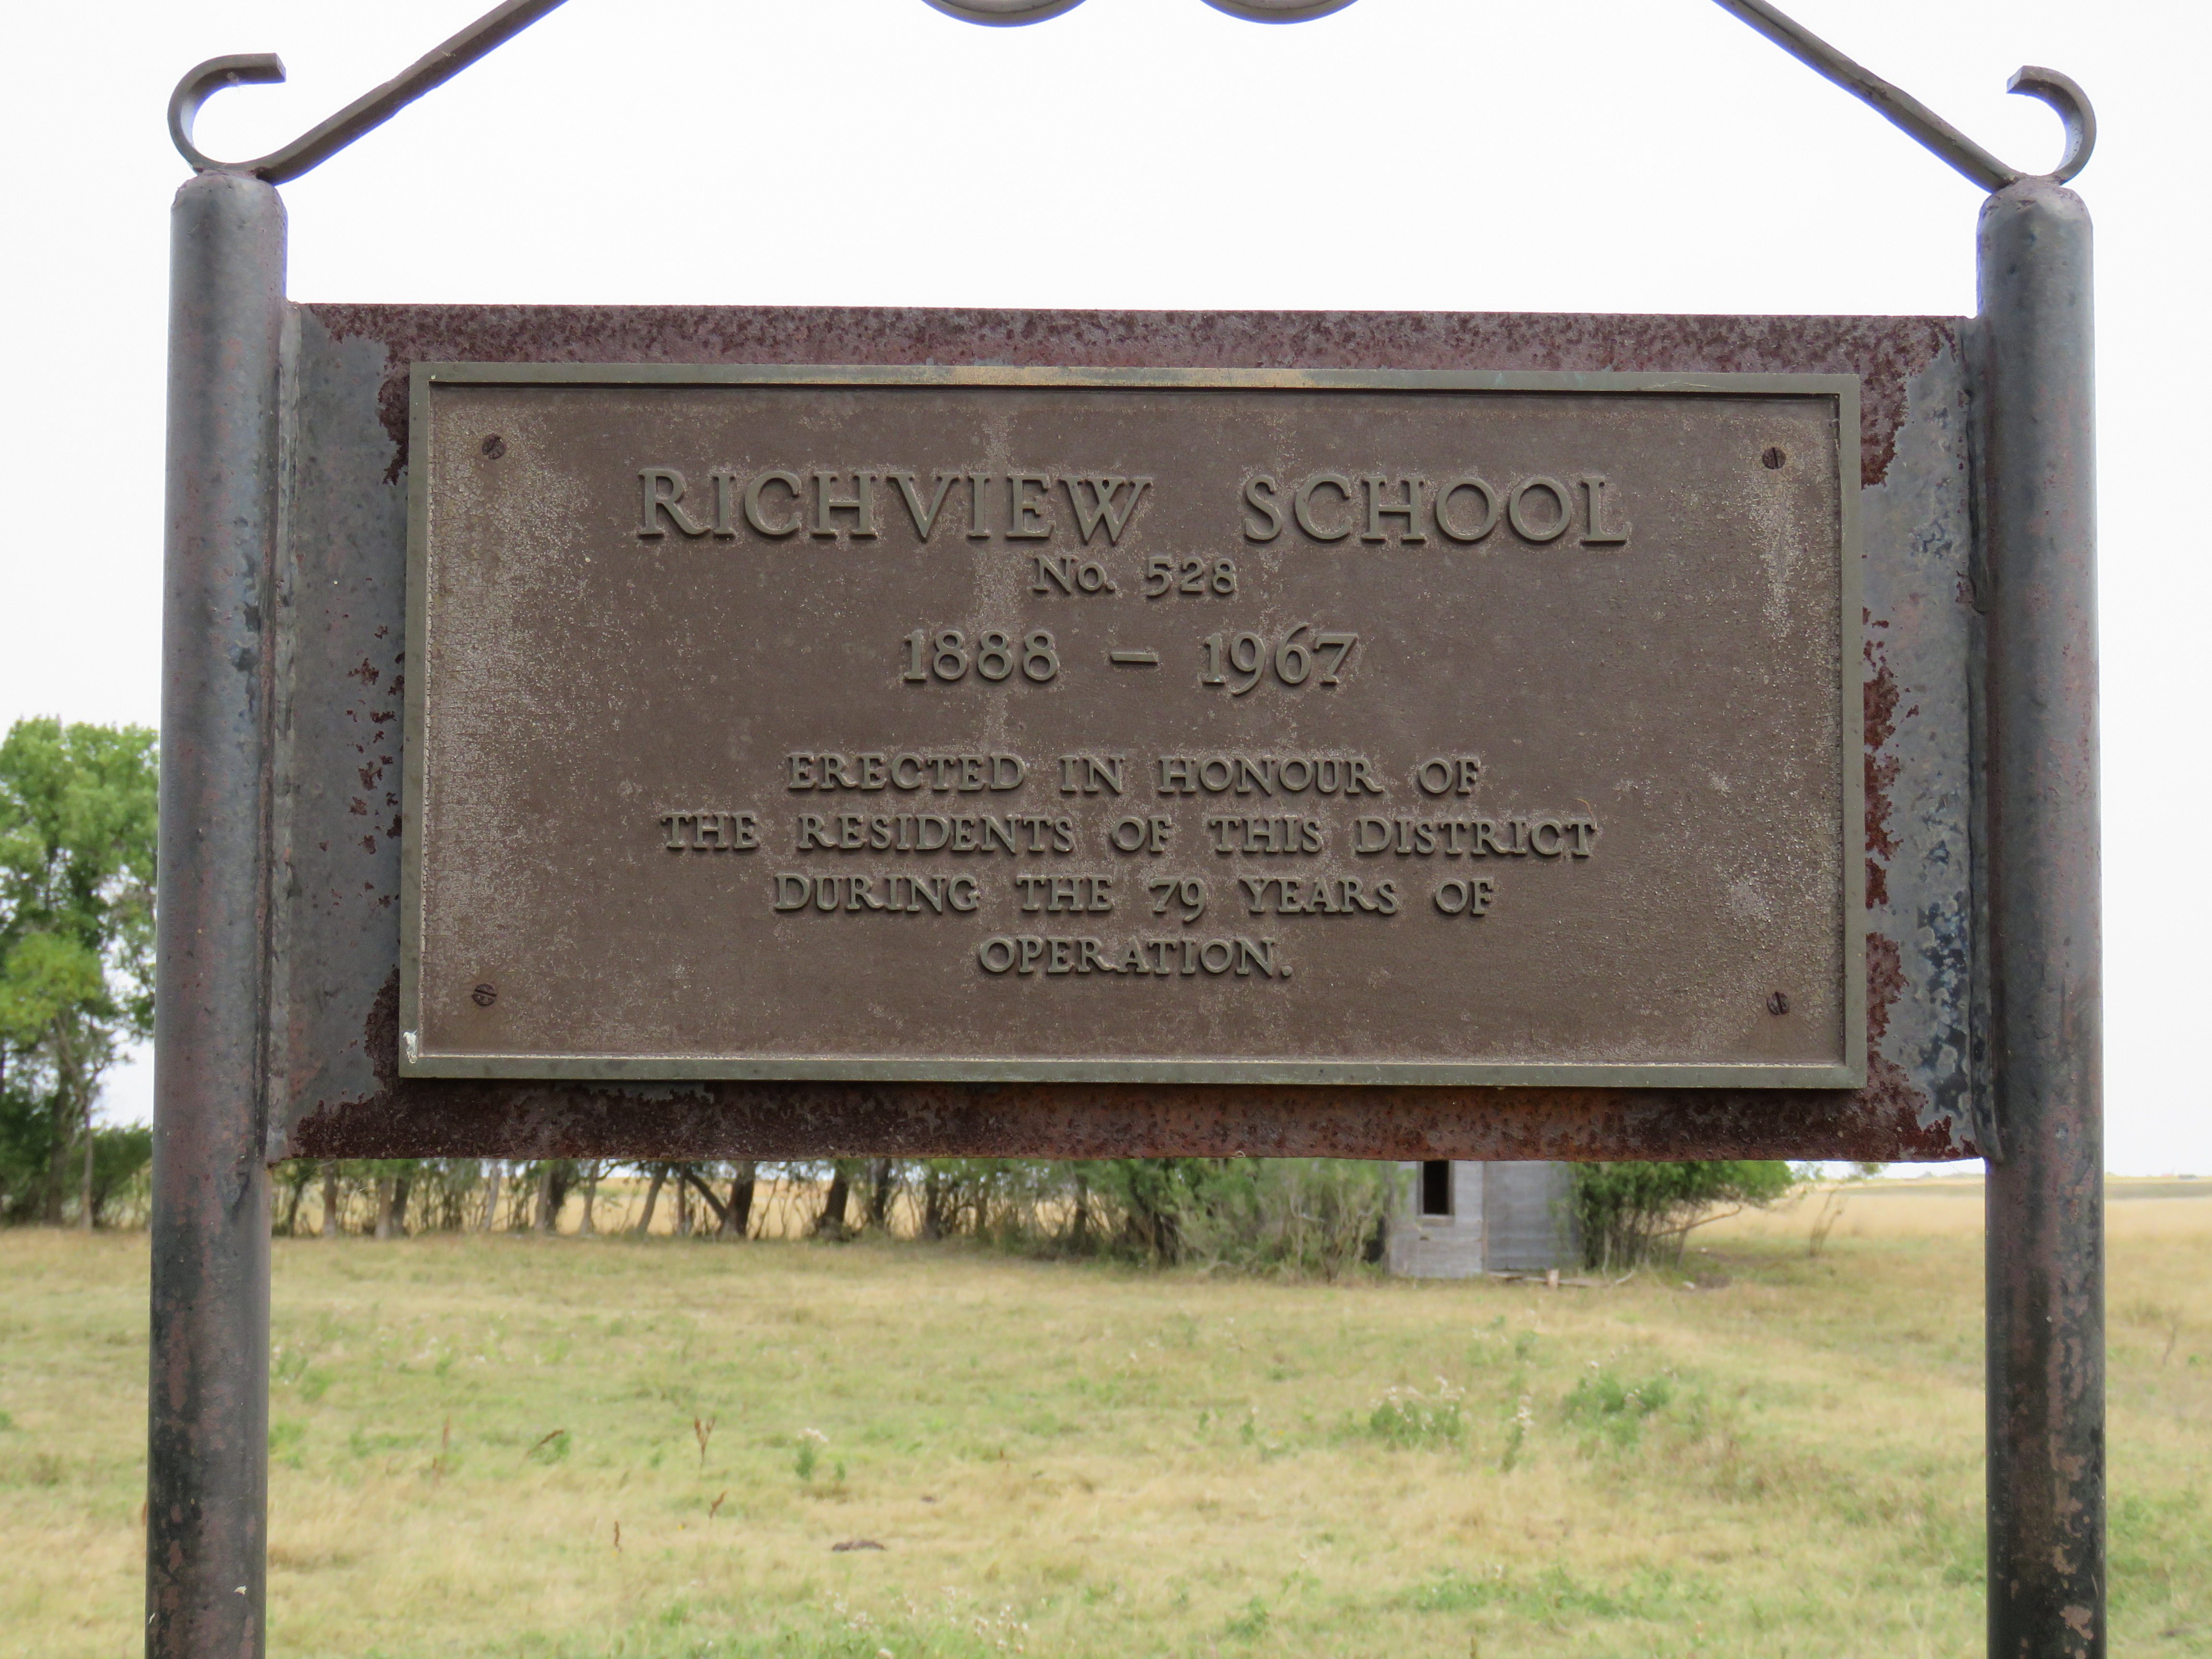 RICHVIEW SCHOOL
No. 528
1888 – 1967
ERECTED IN HONOUR OF
THE RESIDENTS OF THIS DISTRICT
DURING THE 79 YEARS OF
OPERATION.